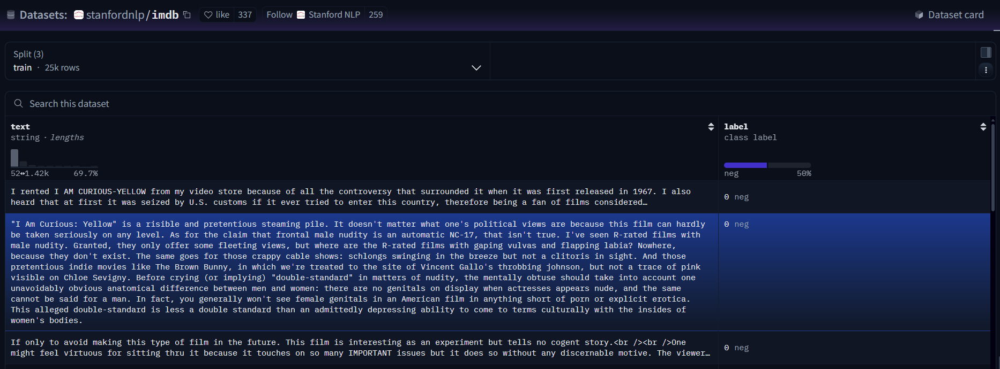 Datasets: stanfordnlp/imdb like 337 Follow Stanford NLP 259 Dataset card
Split (3)
train · 25k rows
Search this dataset
text
string · lengths
52↔1.42k 69.7%
label
class label
neg 50%
I rented I AM CURIOUS-YELLOW from my video store because of all the controversy that surrounded it when it was first released in 1967. I also
heard that at first it was seized by U.S. customs if it ever tried to enter this country, therefore being a fan of films considered…
0 neg
"I Am Curious: Yellow" is a risible and pretentious steaming pile. It doesn't matter what one's political views are because this film can hardly
be taken seriously on any level. As for the claim that frontal male nudity is an automatic NC-17, that isn't true. I've seen R-rated films with
male nudity. Granted, they only offer some fleeting views, but where are the R-rated films with gaping vulvas and flapping labia? Nowhere,
because they don't exist. The same goes for those crappy cable shows: schlongs swinging in the breeze but not a clitoris in sight. And those
pretentious indie movies like The Brown Bunny, in which we're treated to the site of Vincent Gallo's throbbing johnson, but not a trace of pink
visible on Chloe Sevigny. Before crying (or implying) "double-standard" in matters of nudity, the mentally obtuse should take into account one
unavoidably obvious anatomical difference between men and women: there are no genitals on display when actresses appears nude, and the same
cannot be said for a man. In fact, you generally won't see female genitals in an American film in anything short of porn or explicit erotica.
This alleged double-standard is less a double standard than an admittedly depressing ability to come to terms culturally with the insides of
women's bodies.
0 neg
If only to avoid making this type of film in the future. This film is interesting as an experiment but tells no cogent story.<br /><br />One
might feel virtuous for sitting thru it because it touches on so many IMPORTANT issues but it does so without any discernable motive. The viewer…
0 neg